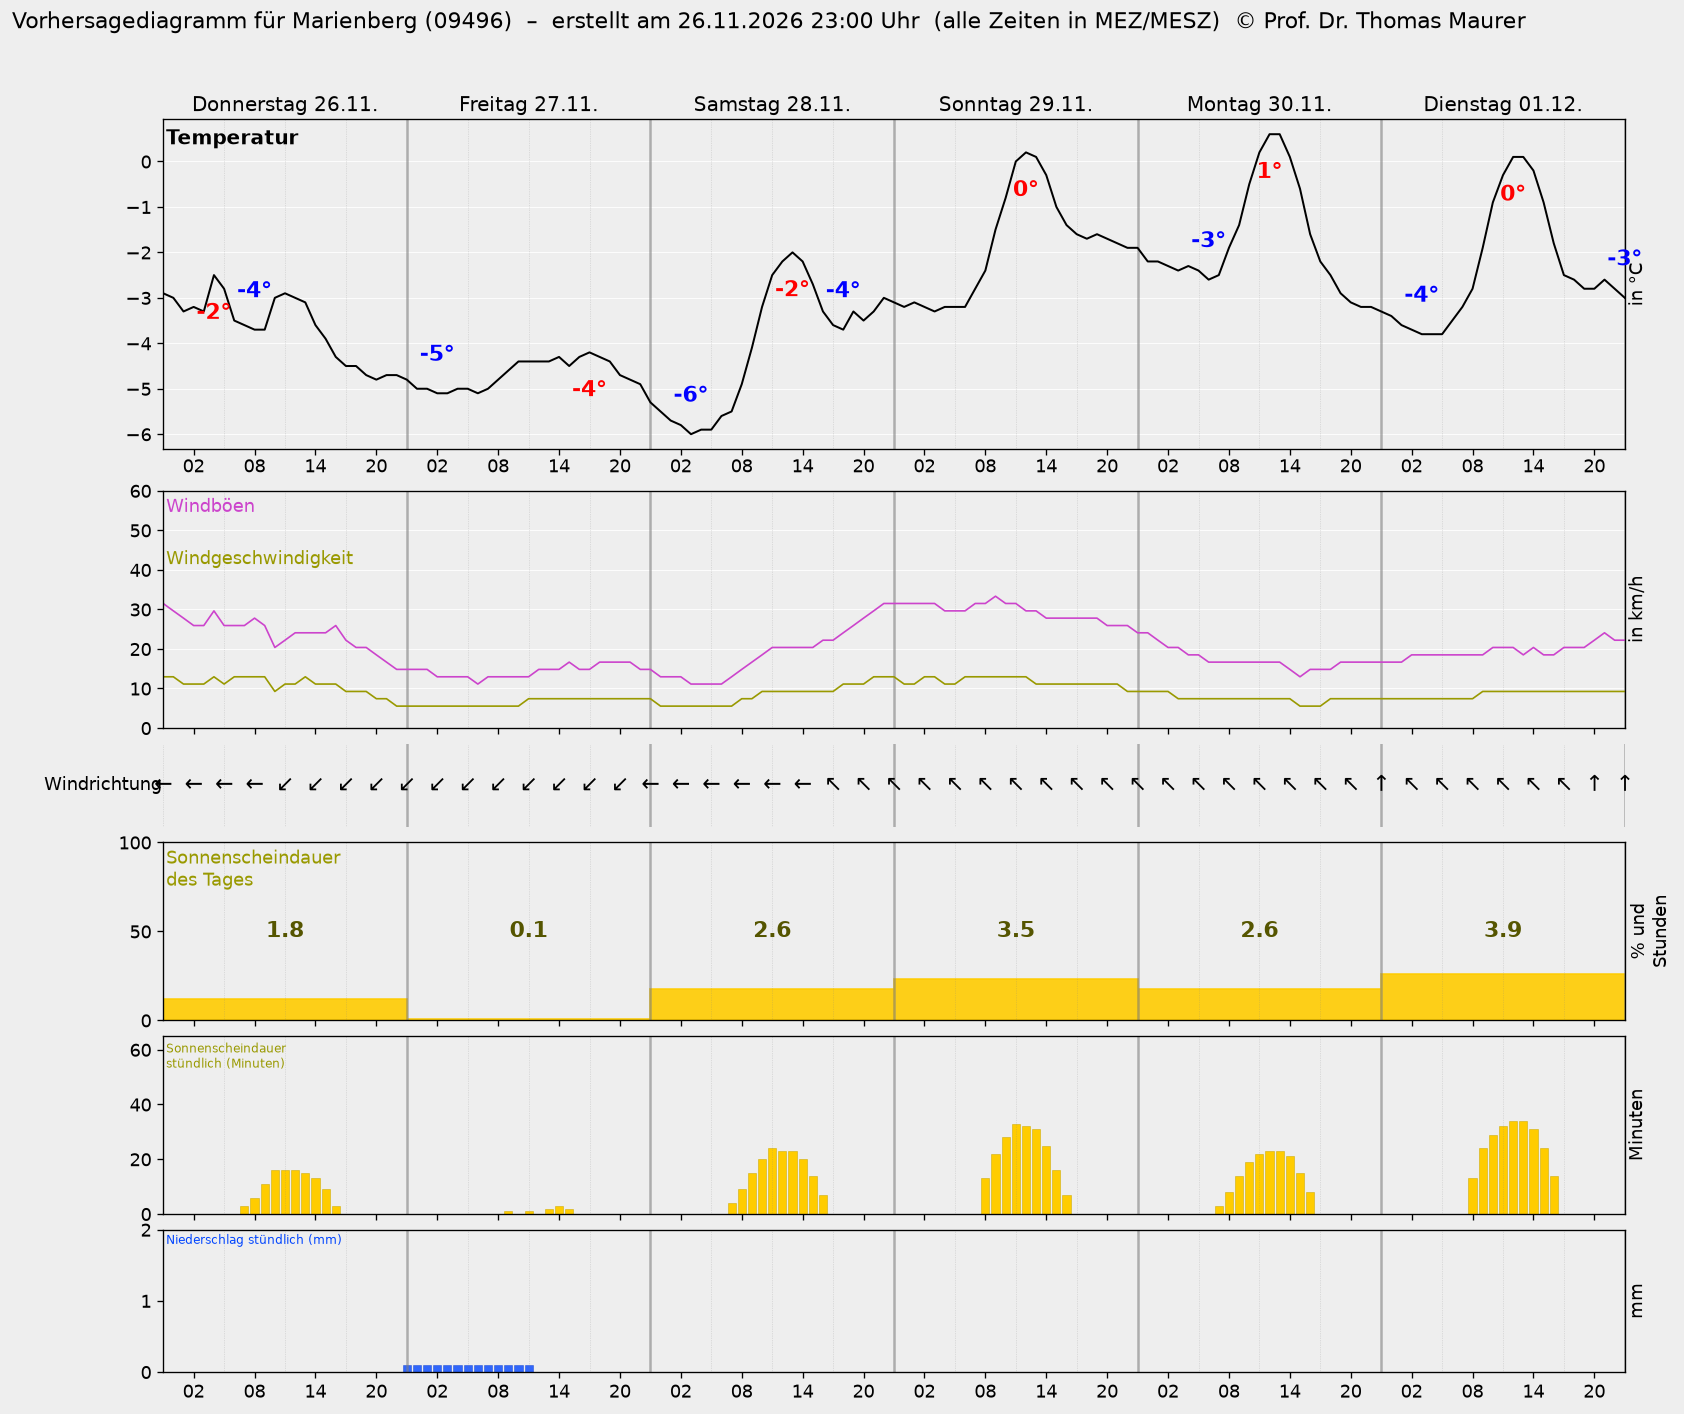 Vorhersagediagramm für Marienberg (09496)  –  erstellt am 26.11.2026 23:00 Uhr  (alle Zeiten in MEZ/MESZ)  © Prof. Dr. Thomas Maurer
Donnerstag 26.11. Freitag 27.11. Samstag 28.11. Sonntag 29.11. Montag 30.11. Dienstag 01.12.
Temperatur
0
−1
−2
−3
−4
−5
−6
-2° -4° -5° -4° -6° -2° -4° 0° -3° 1° -4° 0° -3°
in °C
02 08 14 20 02 08 14 20 02 08 14 20 02 08 14 20 02 08 14 20 02 08 14 20
Windböen
Windgeschwindigkeit
60
50
40
30
20
10
0
in km/h
Windrichtung
← ← ← ← ↙ ↙ ↙ ↙ ↙ ↙ ↙ ↙ ↙ ↙ ↙ ↙ ← ← ← ← ← ← ↖ ↖ ↖ ↖ ↖ ↖ ↖ ↖ ↖ ↖ ↖ ↖ ↖ ↖ ↖ ↖ ↖ ↖ ↑ ↖ ↖ ↖ ↖ ↖ ↖ ↑ ↑
Sonnenscheindauer
des Tages
100
50
0
1.8 0.1 2.6 3.5 2.6 3.9
% und
Stunden
Sonnenscheindauer
stündlich (Minuten)
60
40
20
0
Minuten
Niederschlag stündlich (mm)
2
1
0
mm
02 08 14 20 02 08 14 20 02 08 14 20 02 08 14 20 02 08 14 20 02 08 14 20